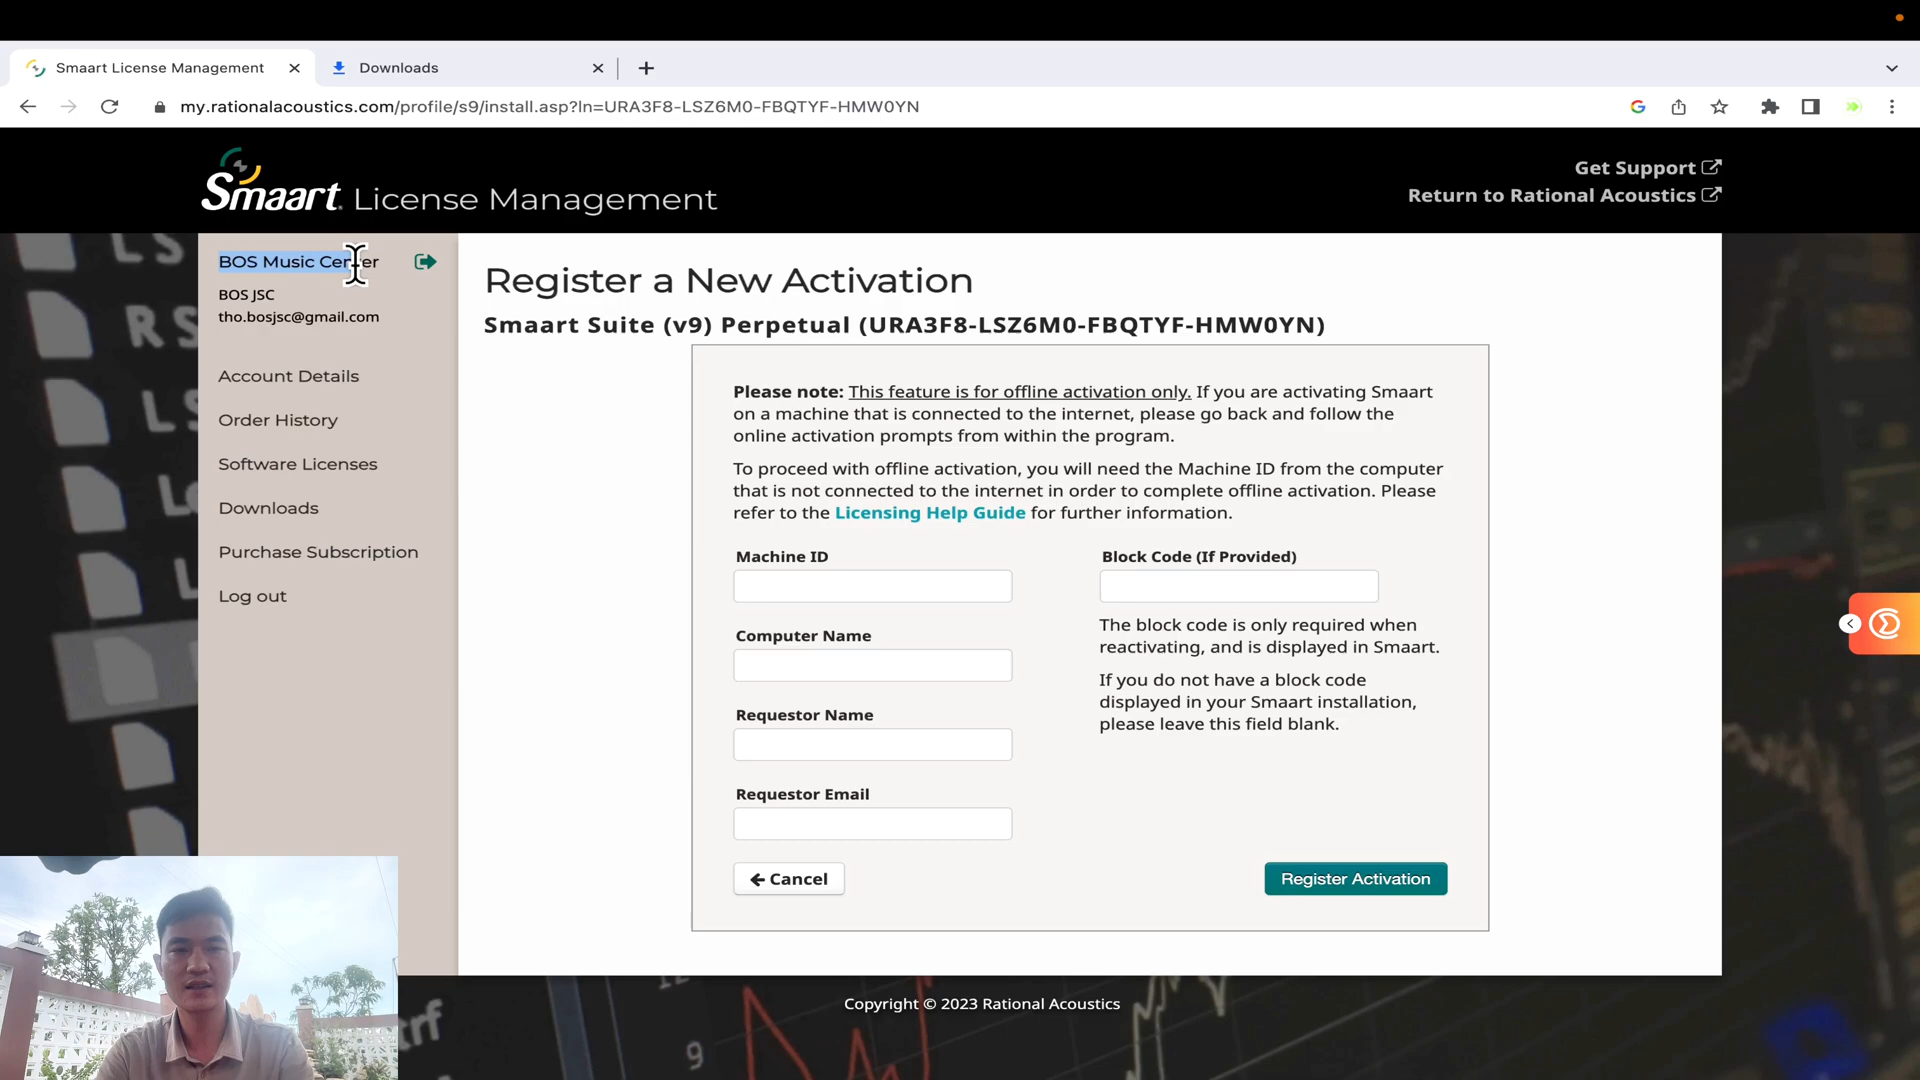 Smaart License Management
Downloads
my.rationalacoustics.com/profile/s9/install.asp?ln=URA3F8-LSZ6M0-FBQTYF-HMW0YN
Smaart License Management
Get Support
Return to Rational Acoustics
BOS Music Center
BOS JSC
tho.bosjsc@gmail.com
Account Details
Order History
Software Licenses
Downloads
Purchase Subscription
Log out
Register a New Activation
Smaart Suite (v9) Perpetual (URA3F8-LSZ6M0-FBQTYF-HMW0YN)
Please note: This feature is for offline activation only. If you are activating Smaart
on a machine that is connected to the internet, please go back and follow the
online activation prompts from within the program.
To proceed with offline activation, you will need the Machine ID from the computer
that is not connected to the internet in order to complete offline activation. Please
refer to the Licensing Help Guide for further information.
Machine ID
Block Code (If Provided)
The block code is only required when
reactivating, and is displayed in Smaart.
If you do not have a block code
displayed in your Smaart installation,
please leave this field blank.
Computer Name
Requestor Name
Requestor Email
Cancel
Register Activation
Copyright © 2023 Rational Acoustics
LS
RS
LS
9